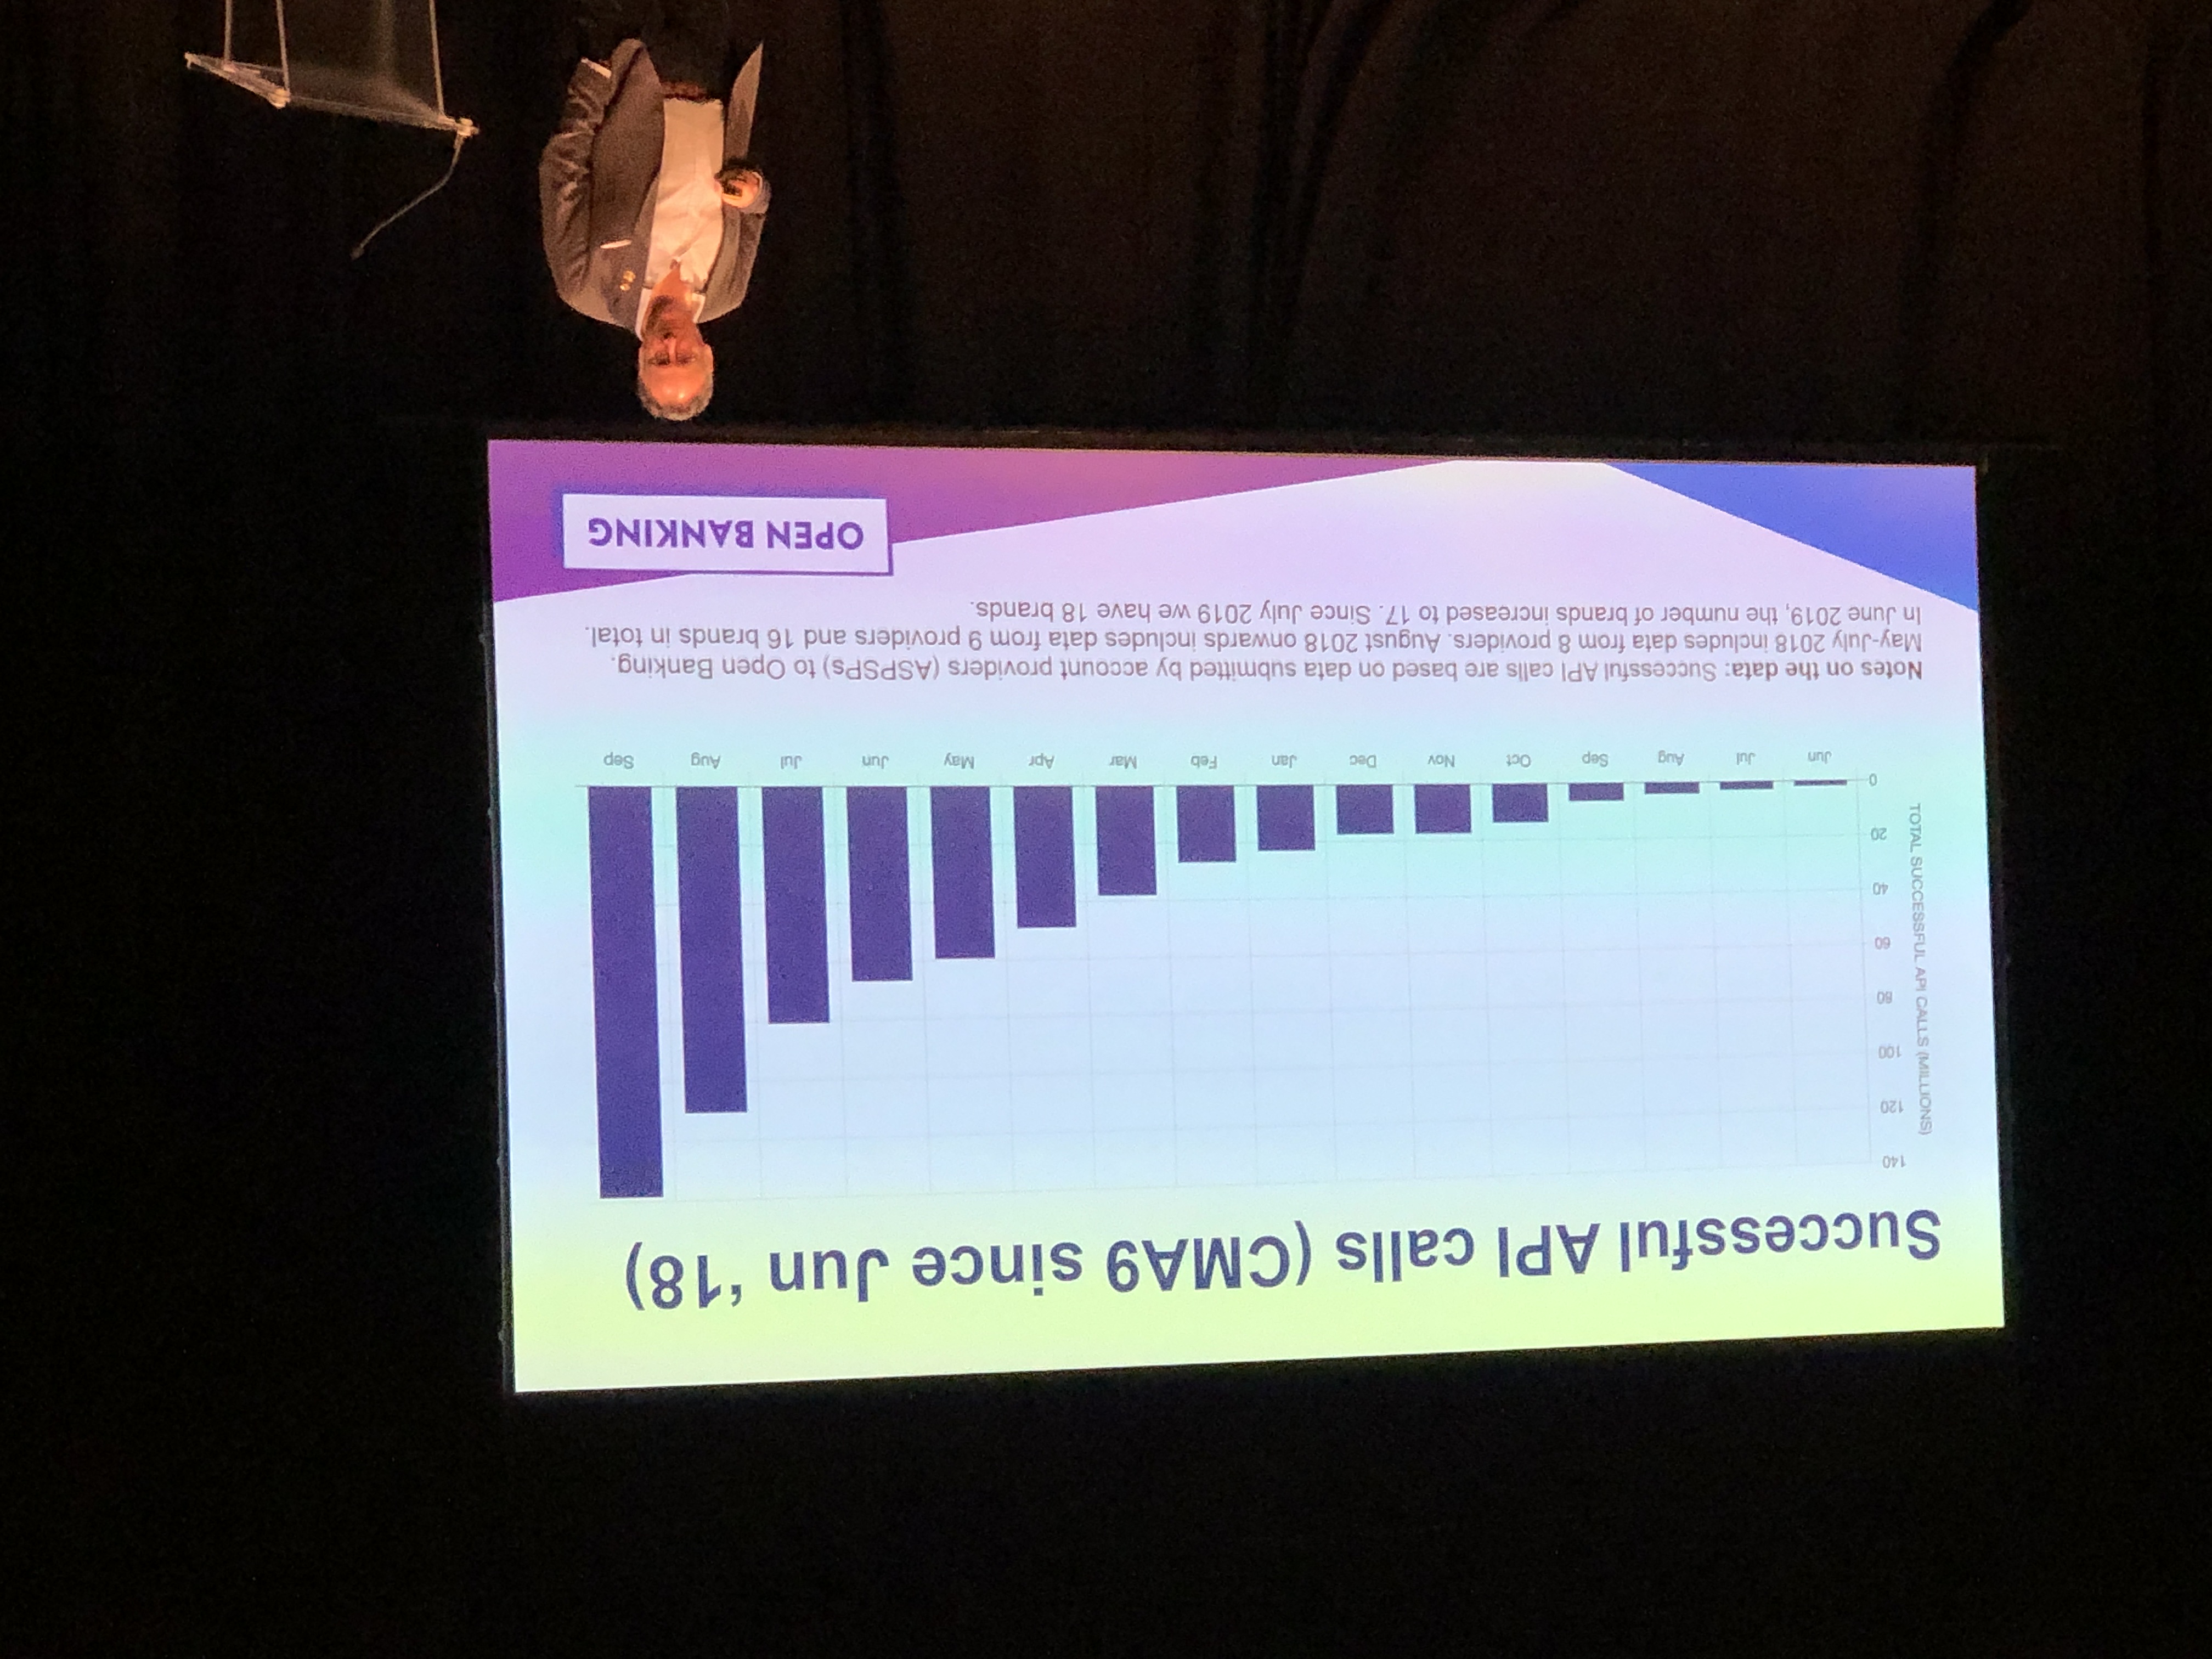 Successful API calls (CMA9 since Jun ‘18)
TOTAL SUCCESSFUL API CALLS (MILLIONS)
140
120
100
80
60
40
20
0
Jun Jul Aug Sep Oct Nov Dec Jan Feb Mar Apr May Jun Jul Aug Sep
Notes on the data: Successful API calls are based on data submitted by account providers (ASPSPs) to Open Banking.
May-July 2018 includes data from 8 providers. August 2018 onwards includes data from 9 providers and 16 brands in total.
In June 2019, the number of brands increased to 17. Since July 2019 we have 18 brands.
OPEN BANKING